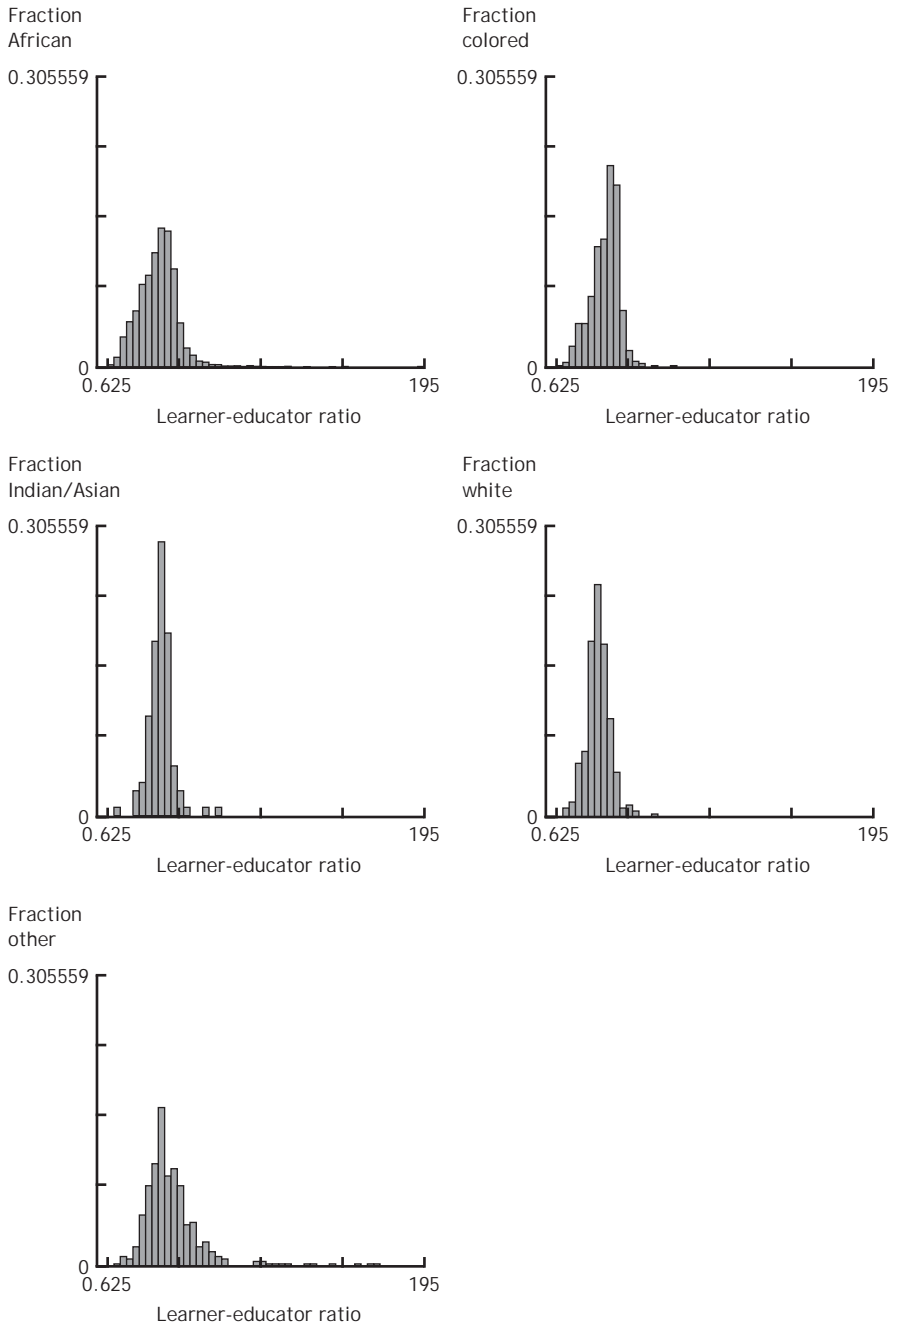 Fraction
African
0.305559
0
0.625
195
Learner-educator ratio
Fraction
colored
0.305559
0
0.625
195
Learner-educator ratio
Fraction
Indian/Asian
0.305559
0
0.625
195
Learner-educator ratio
Fraction
white
0.305559
0
0.625
195
Learner-educator ratio
Fraction
other
0.305559
0
0.625
195
Learner-educator ratio